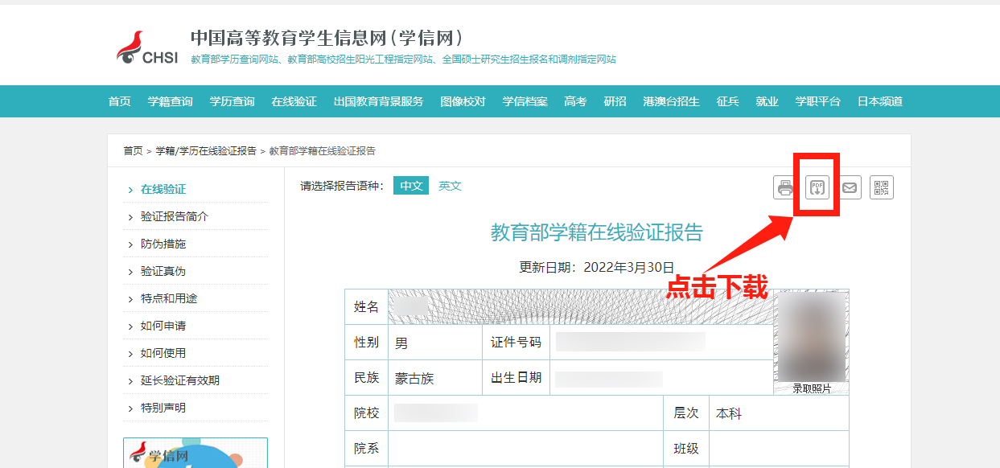 CHSI
中国高等教育学生信息网(学信网)
教育部学历查询网站、教育部高校招生阳光工程指定网站、全国硕士研究生招生报名和调剂指定网站
首页 学籍查询 学历查询 在线验证 出国教育背景服务 图像校对 学信档案 高考 研招 港澳台招生 征兵 就业 学职平台 日本频道
首页 > 学籍/学历在线验证报告 > 教育部学籍在线验证报告
在线验证
验证报告简介
防伪措施
验证真伪
特点和用途
如何申请
如何使用
延长验证有效期
特别声明
学信网
请选择报告语种: 中文 英文
PDF
教育部学籍在线验证报告
更新日期: 2022年3月30日
点击下载
姓名
性别 男 证件号码
民族 蒙古族 出生日期
录取照片
院校 层次 本科
院系 班级